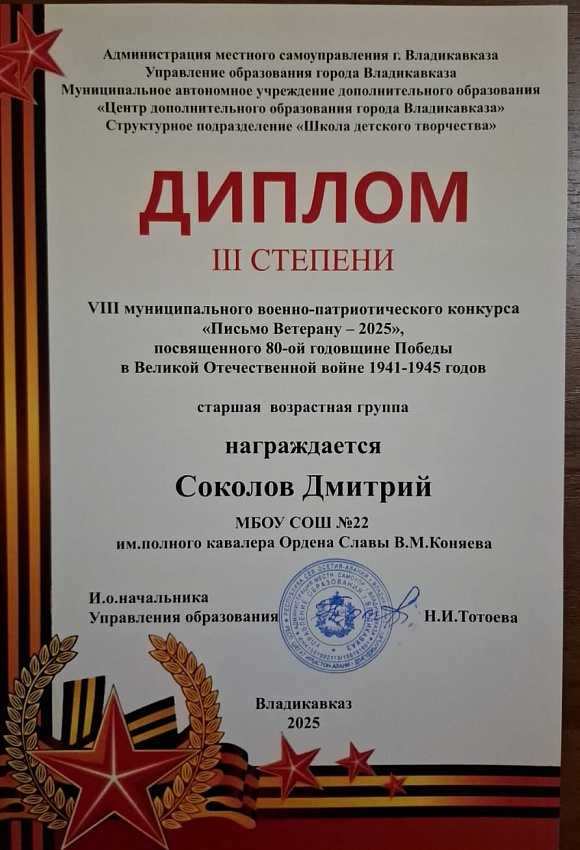 Администрация местного самоуправления г. Владикавказа
Управление образования города Владикавказа
Муниципальное автономное учреждение дополнительного образования
«Центр дополнительного образования города Владикавказа»
Структурное подразделение «Школа детского творчества»
ДИПЛОМ
III СТЕПЕНИ
VIII муниципального военно-патриотического конкурса
«Письмо Ветерану – 2025»,
посвященного 80-ой годовщине Победы
в Великой Отечественной войне 1941-1945 годов
старшая возрастная группа
награждается
Соколов Дмитрий
МБОУ СОШ №22
им.полного кавалера Ордена Славы В.М.Коняева
И.о.начальника
Управления образования
Н.И.Тотоева
Владикавказ
2025